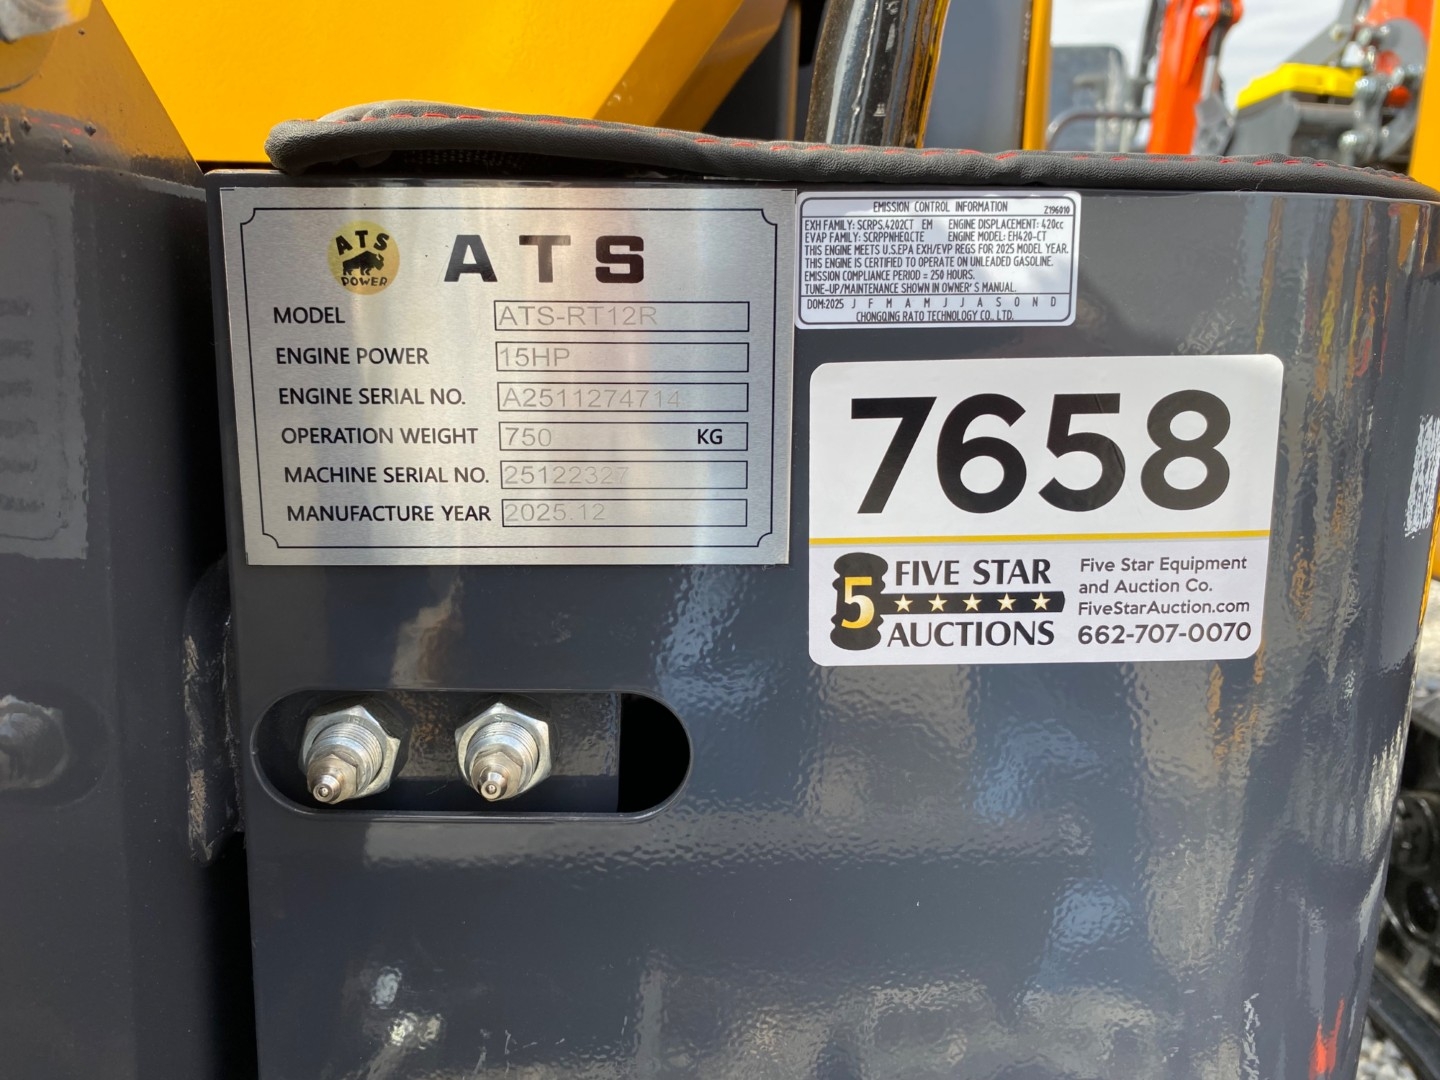 ATS
POWER
ATS
MODEL ATS-RT12R
ENGINE POWER 15HP
ENGINE SERIAL NO. A2511274714
OPERATION WEIGHT 750 KG
MACHINE SERIAL NO. 25122327
MANUFACTURE YEAR 2025.12
EMISSION CONTROL INFORMATION Z196010
EXH FAMILY: SCRPS.4202CT EM ENGINE DISPLACEMENT: 420cc
EVAP FAMILY: SCRPPNHEQCTE ENGINE MODEL: EH420-CT
THIS ENGINE MEETS U.S.EPA EXH/EVP REGS FOR 2025 MODEL YEAR.
THIS ENGINE IS CERTIFIED TO OPERATE ON UNLEADED GASOLINE.
EMISSION COMPLIANCE PERIOD = 250 HOURS.
TUNE-UP/MAINTENANCE SHOWN IN OWNER'S MANUAL.
DOM:2025 J F M A M J J A S O N D
CHONGQING RATO TECHNOLOGY CO., LTD.
7658
5 FIVE STAR
AUCTIONS
Five Star Equipment
and Auction Co.
FiveStarAuction.com
662-707-0070